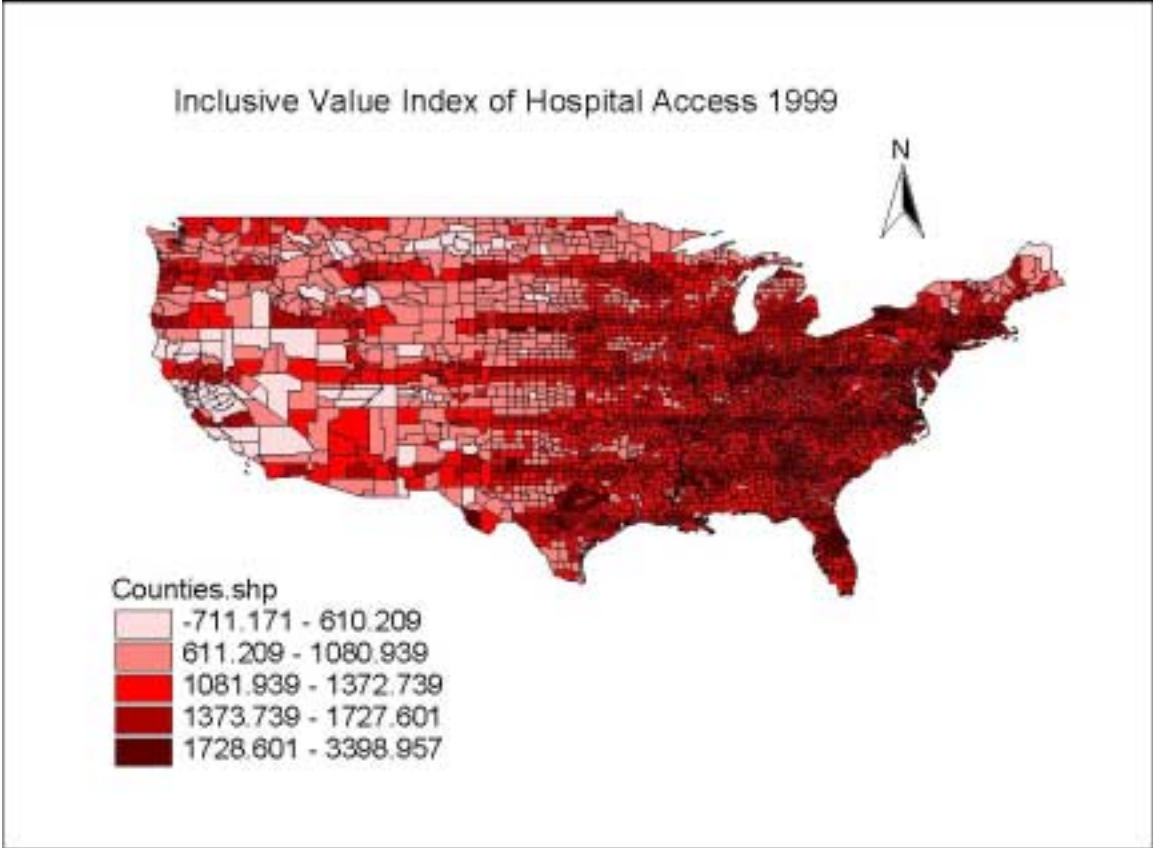 Inclusive Value Index of Hospital Access 1999
N
Counties.shp
-711.171 - 610.209
611.209 - 1080.939
1081.939 - 1372.739
1373.739 - 1727.601
1728.601 - 3398.957